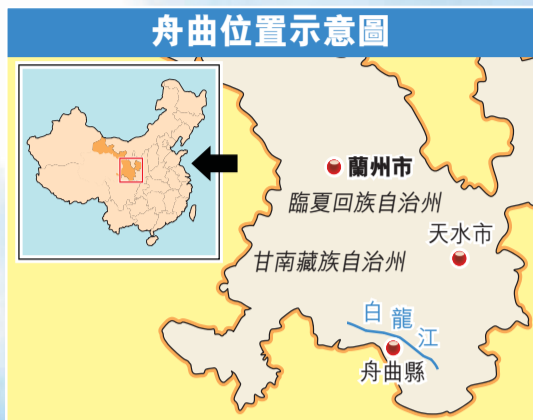 舟曲位置示意圖
蘭州市
臨夏回族自治州
天水市
甘南藏族自治州
白龍江
舟曲縣